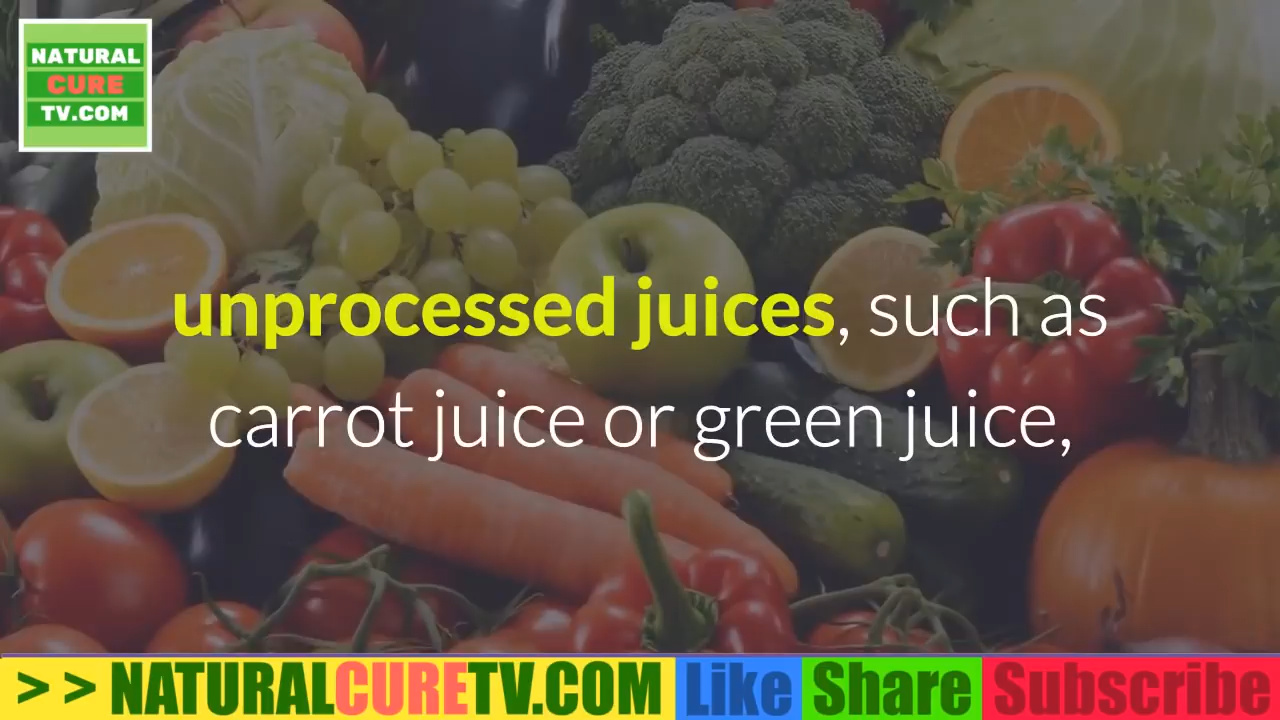 NATURAL
CURE
TV.COM
unprocessed juices, such as
carrot juice or green juice,
> > NATURALCURETV.COM Like Share Subscribe